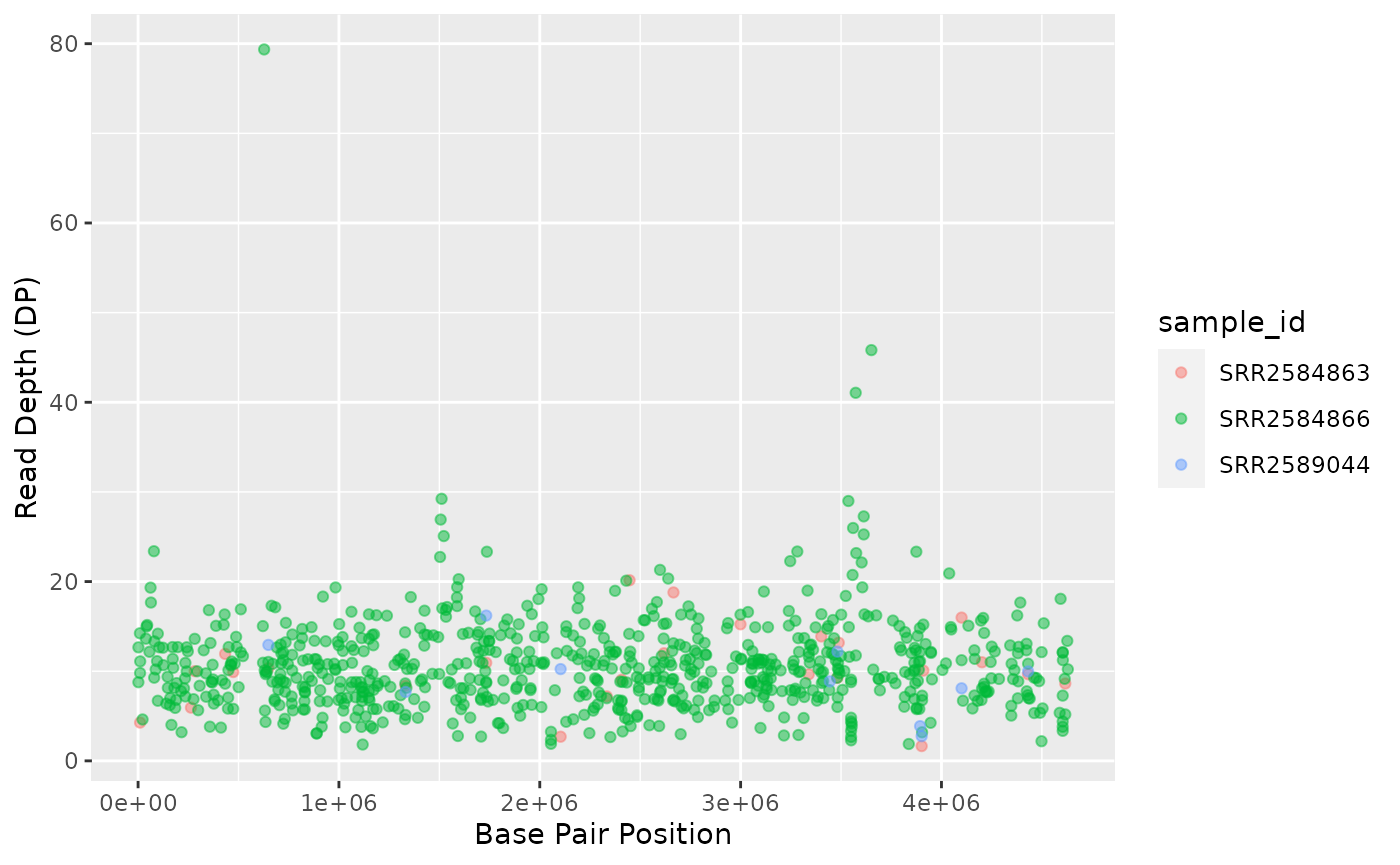 80
60
40
20
0
Read Depth (DP)
0e+00 1e+06 2e+06 3e+06 4e+06
Base Pair Position
sample_id
SRR2584863
SRR2584866
SRR2589044